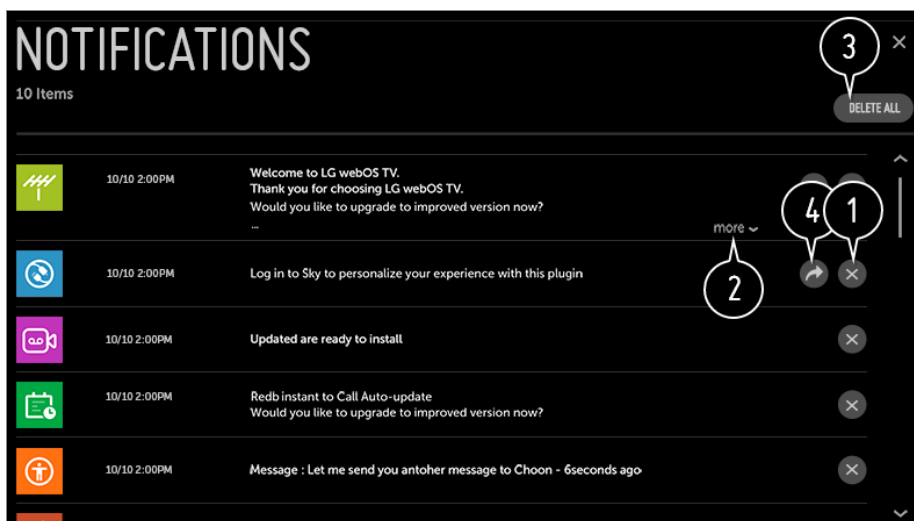 NOTIFICATIONS
10 Items
3
DELETE ALL
10/10 2:00PM
Welcome to LG webOS TV.
Thank you for choosing LG webOS TV.
Would you like to upgrade to improved version now?
...
more
4
1
10/10 2:00PM
Log in to Sky to personalize your experience with this plugin
2
10/10 2:00PM
Updated are ready to install
10/10 2:00PM
Redb instant to Call Auto-update
Would you like to upgrade to improved version now?
10/10 2:00PM
Message : Let me send you antoher message to Choon - 6seconds ago